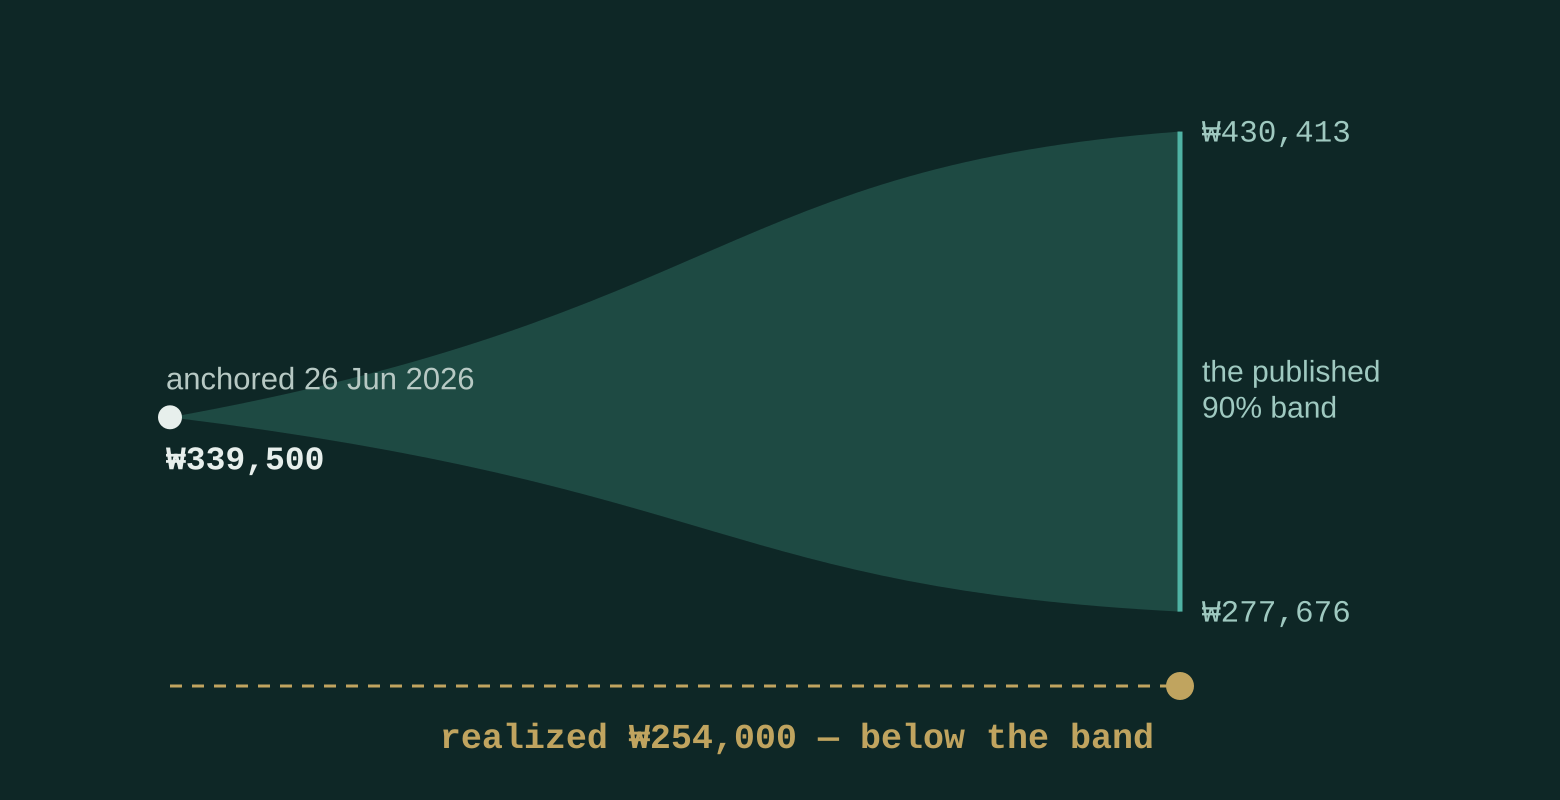 ₩430,413
anchored 26 Jun 2026
₩339,500
the published
90% band
₩277,676
realized ₩254,000 — below the band